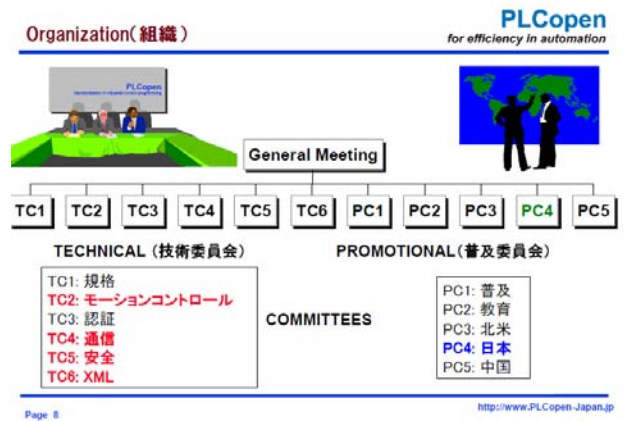 Organization(組織)
PLCopen
for efficiency in automation
PLCopen
General Meeting
TC1 TC2 TC3 TC4 TC5 TC6 PC1 PC2 PC3 PC4 PC5
TECHNICAL (技術委員会)
PROMOTIONAL(普及委員会)
TC1: 規格
TC2: モーションコントロール
TC3: 認証
TC4: 通信
TC5: 安全
TC6: XML
COMMITTEES
PC1: 普及
PC2: 教育
PC3: 北米
PC4: 日本
PC5: 中国
Page 8
http://www.PLCopen-Japan.jp